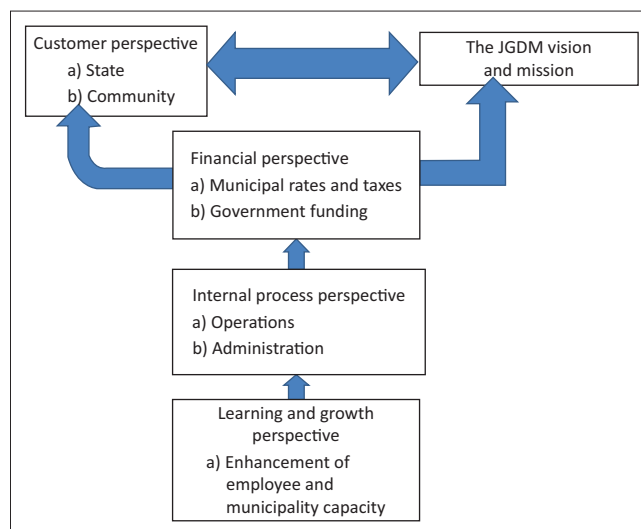 Customer perspective
a) State
b) Community
The JGDM vision
and mission
Financial perspective
a) Municipal rates and taxes
b) Government funding
Internal process perspective
a) Operations
b) Administration
Learning and growth
perspective
a) Enhancement of
employee and
municipality capacity